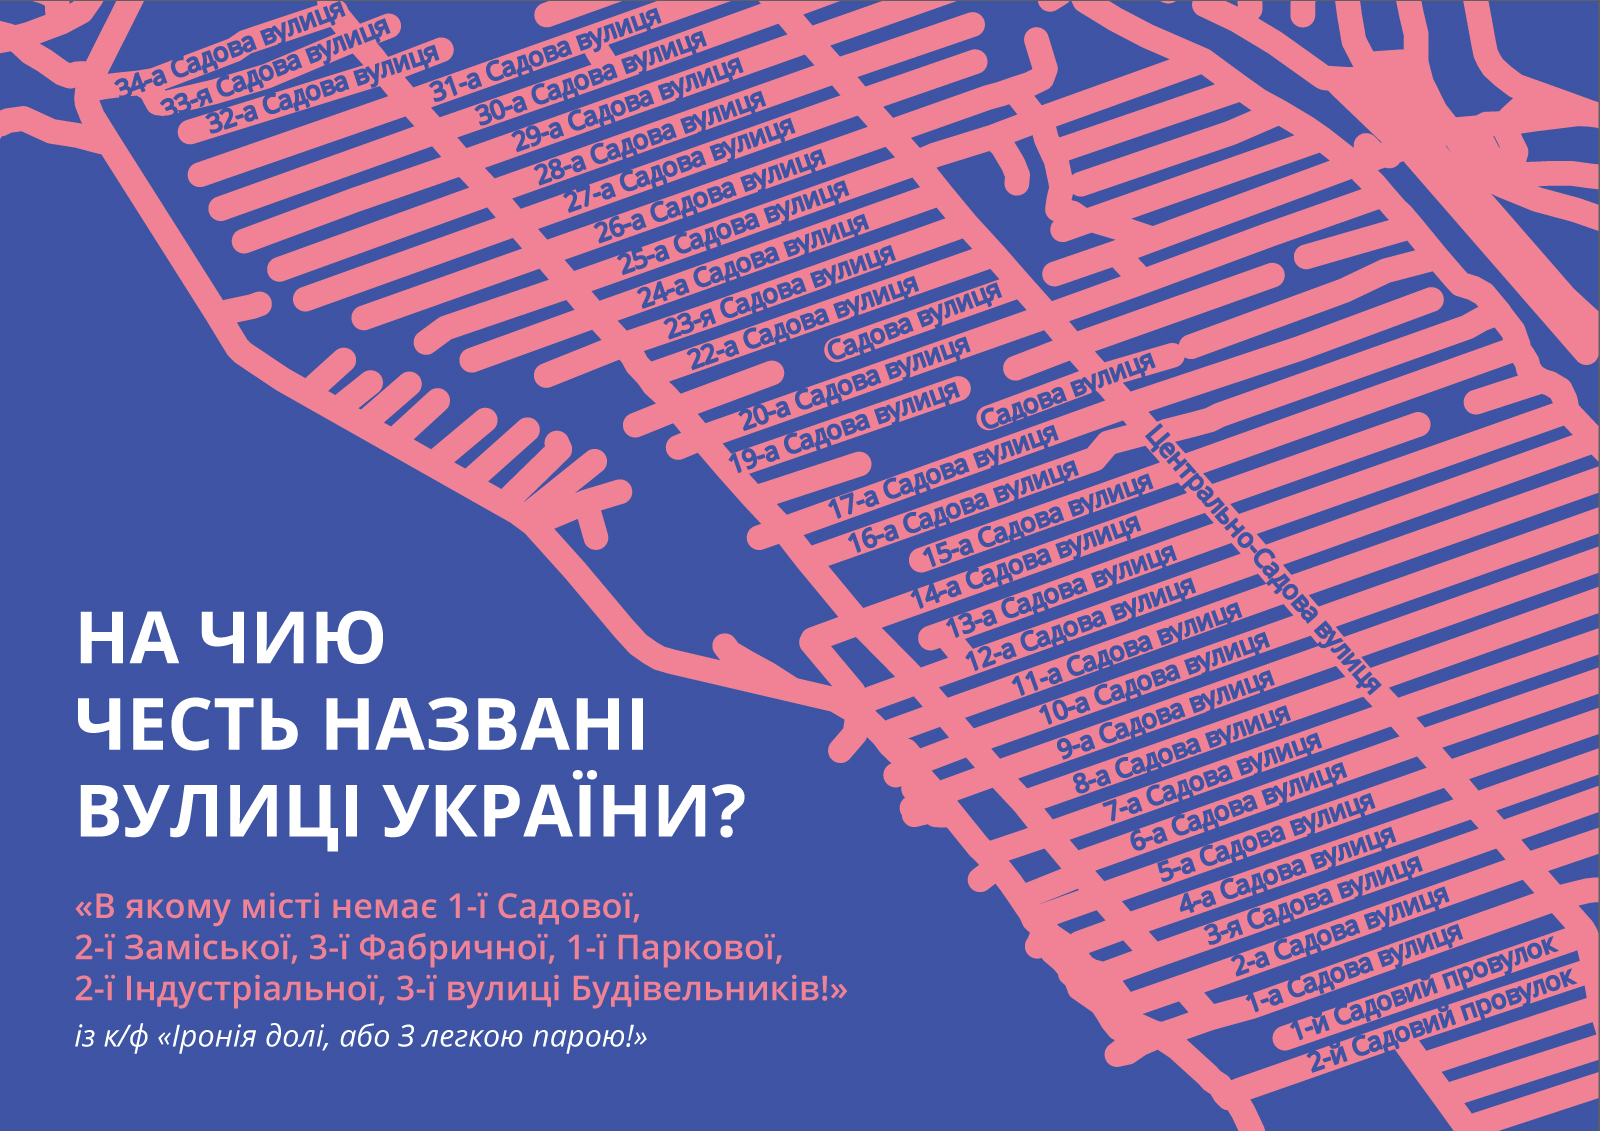 34-а Садова вулиця
33-я Садова вулиця
32-а Садова вулиця
31-а Садова вулиця
30-а Садова вулиця
29-а Садова вулиця
28-а Садова вулиця
27-а Садова вулиця
26-а Садова вулиця
25-а Садова вулиця
24-а Садова вулиця
23-я Садова вулиця
22-а Садова вулиця
Садова вулиця
20-а Садова вулиця
19-а Садова вулиця
Садова вулиця
17-а Садова вулиця
16-а Садова вулиця
15-а Садова вулиця
14-а Садова вулиця
13-а Садова вулиця
12-а Садова вулиця
11-а Садова вулиця
10-а Садова вулиця
9-а Садова вулиця
8-а Садова вулиця
7-а Садова вулиця
6-а Садова вулиця
5-а Садова вулиця
4-а Садова вулиця
3-я Садова вулиця
2-а Садова вулиця
1-а Садова вулиця
1-й Садовий провулок
2-й Садовий провулок
Центрально-Садова вулиця
НА ЧИЮ
ЧЕСТЬ НАЗВАНІ
ВУЛИЦІ УКРАЇНИ?
«В якому місті немає 1-ї Садової,
2-ї Заміської, 3-ї Фабричної, 1-ї Паркової,
2-ї Індустріальної, 3-ї вулиці Будівельників!»
із к/ф «Іронія долі, або З легкою парою!»